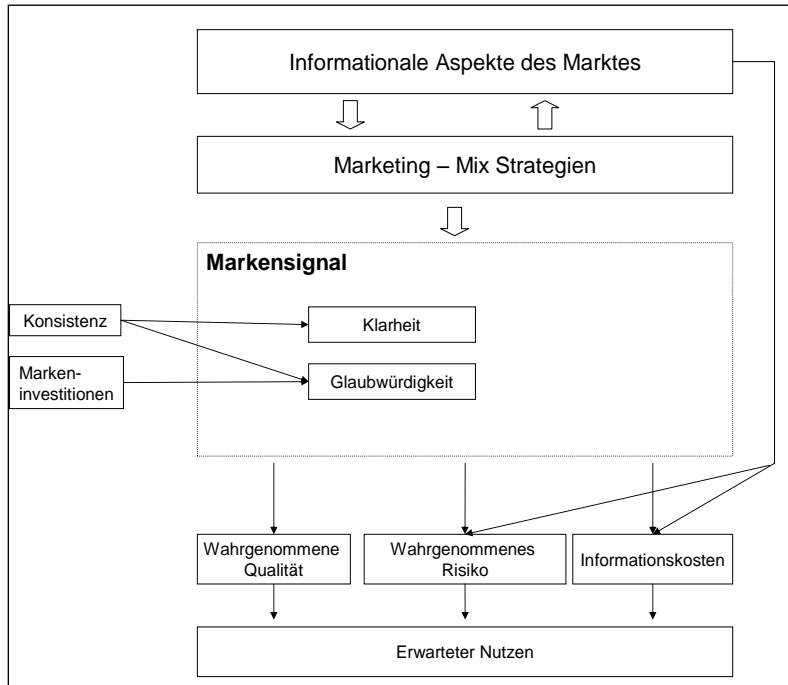 Informationale Aspekte des Marktes
Marketing – Mix Strategien
Markensignal
Konsistenz
Klarheit
Marken-
investitionen
Glaubwürdigkeit
Wahrgenommene
Qualität
Wahrgenommenes
Risiko
Informationskosten
Erwarteter Nutzen